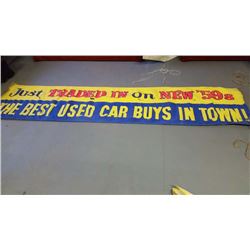 Just TRADED IN on NEW '59s
THE BEST USED CAR BUYS IN TOWN!